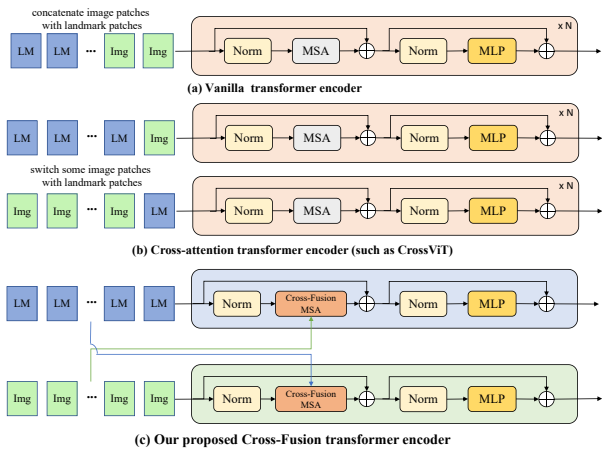 concatenate image patches
with landmark patches
LM LM ... Img Img
Norm MSA Norm MLP x N
(a) Vanilla transformer encoder
LM LM ... LM Img
Norm MSA Norm MLP x N
switch some image patches
with landmark patches
Img Img ... Img LM
Norm MSA Norm MLP x N
(b) Cross-attention transformer encoder (such as CrossViT)
LM LM ... LM LM
Norm Cross-Fusion
MSA Norm MLP
Img Img ... Img Img
Norm Cross-Fusion
MSA Norm MLP
(c) Our proposed Cross-Fusion transformer encoder